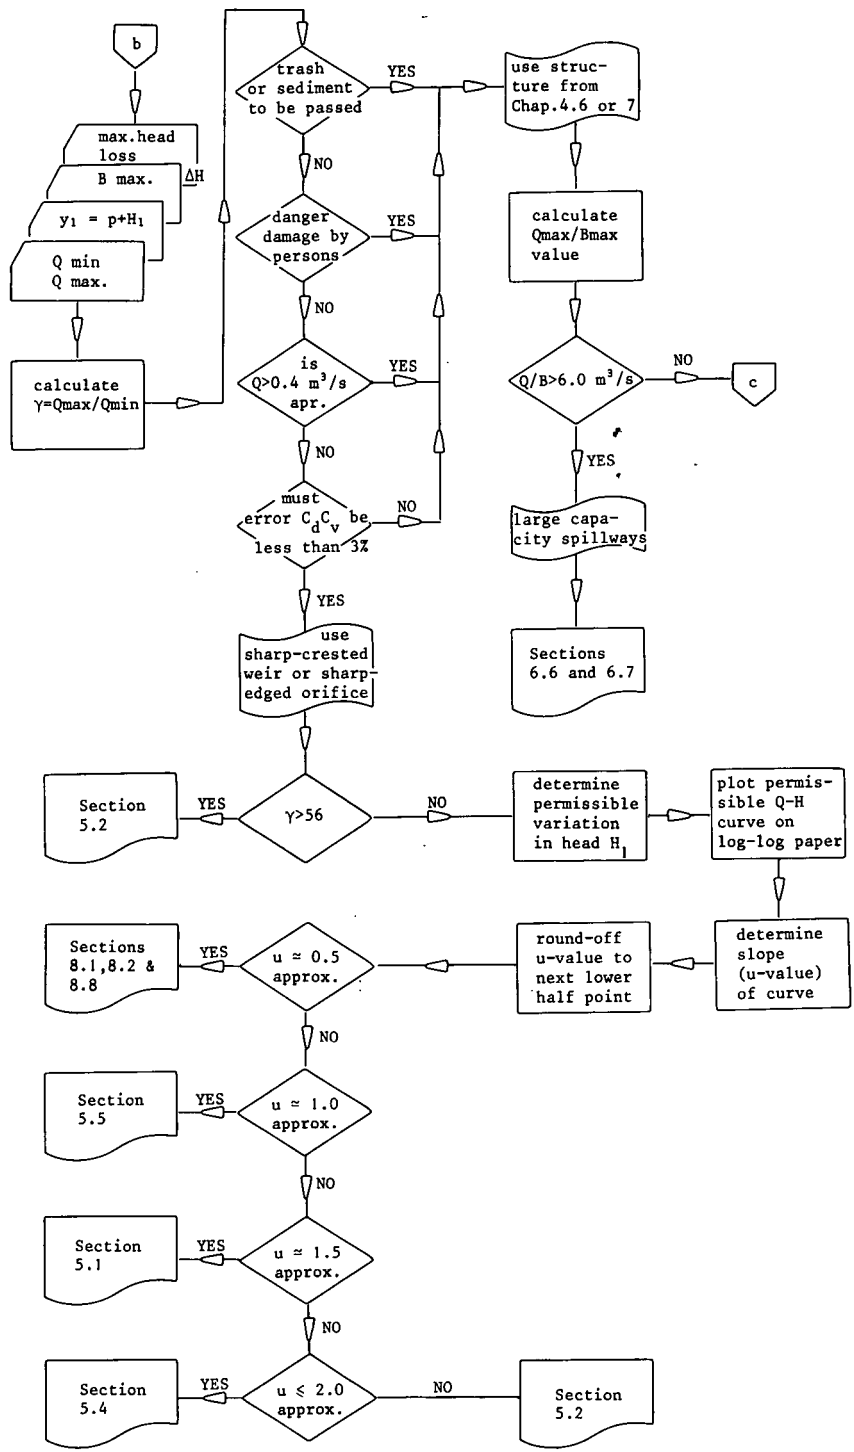 b
max.head
loss
ΔH
B max.
y₁ = p+H₁
Q min
Q max.
calculate
γ=Qmax/Qmin
trash
or sediment
to be passed
YES
NO
danger
damage by
persons
YES
NO
is
Q>0.4 m³/s
apr.
YES
NO
must
error C_dC_v be
less than 3%
NO
YES
use
sharp-crested
weir or sharp-
edged orifice
use struc-
ture from
Chap.4.6 or 7
calculate
Qmax/Bmax
value
Q/B>6.0 m³/s
NO
c
YES
large capa-
city spillways
Sections
6.6 and 6.7
γ>56
YES
Section
5.2
NO
determine
permissible
variation
in head H₁
plot permis-
sible Q-H
curve on
log-log paper
determine
slope
(u-value)
of curve
round-off
u-value to
next lower
half point
u ≃ 0.5
approx.
YES
Sections
8.1,8.2 &
8.8
NO
u ≃ 1.0
approx.
YES
Section
5.5
NO
u ≃ 1.5
approx.
YES
Section
5.1
NO
u ⩽ 2.0
approx.
YES
Section
5.4
NO
Section
5.2